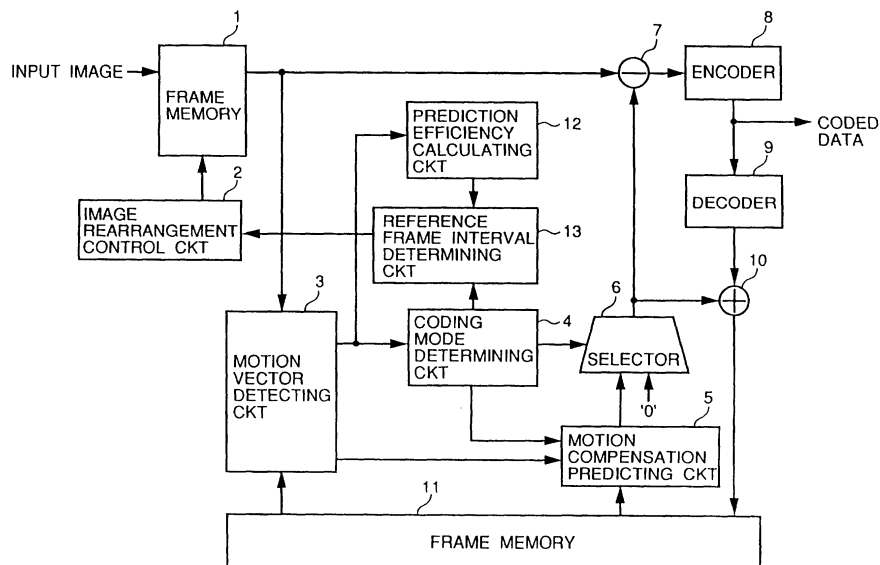 1
7
8
INPUT IMAGE
FRAME
MEMORY
ENCODER
PREDICTION
EFFICIENCY
CALCULATING
CKT
12
CODED
DATA
2
9
IMAGE
REARRANGEMENT
CONTROL CKT
REFERENCE
FRAME INTERVAL
DETERMINING
CKT
13
DECODER
3
6
10
MOTION
VECTOR
DETECTING
CKT
CODING
MODE
DETERMINING
CKT
4
SELECTOR
'0'
5
MOTION
COMPENSATION
PREDICTING CKT
11
FRAME MEMORY